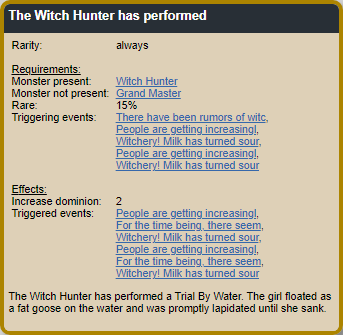 The Witch Hunter has performed
Rarity: always
Requirements:
Monster present: Witch Hunter
Monster not present: Grand Master
Rare: 15%
Triggering events: There have been rumors of witc,
People are getting increasingl,
Witchery! Milk has turned sour,
People are getting increasingl,
Witchery! Milk has turned sour
Effects:
Increase dominion: 2
Triggered events: People are getting increasingl,
For the time being, there seem,
Witchery! Milk has turned sour,
People are getting increasingl,
For the time being, there seem,
Witchery! Milk has turned sour
The Witch Hunter has performed a Trial By Water. The girl floated as
a fat goose on the water and was promptly lapidated until she sank.